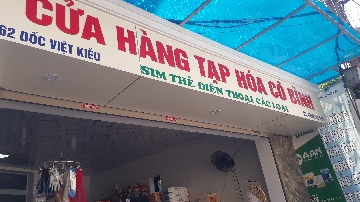 CỬA HÀNG TẠP HÓA CÔ BÌNH
62 DỐC VIỆT KIỀU
SIM THẺ ĐIỆN THOẠI CÁC LOẠI